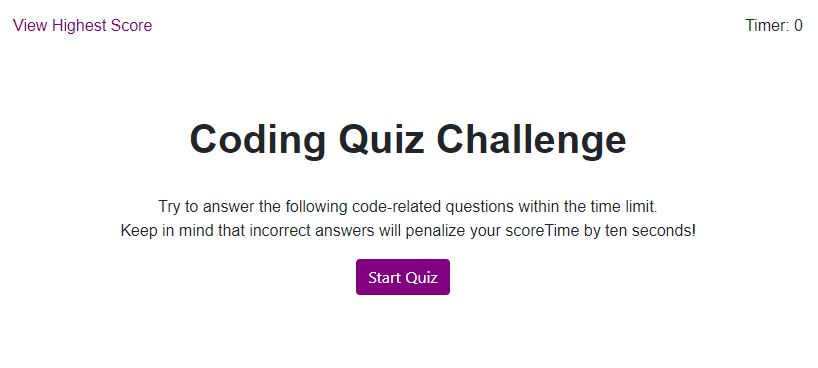 View Highest Score
Timer: 0
Coding Quiz Challenge
Try to answer the following code-related questions within the time limit.
Keep in mind that incorrect answers will penalize your scoreTime by ten seconds!
Start Quiz